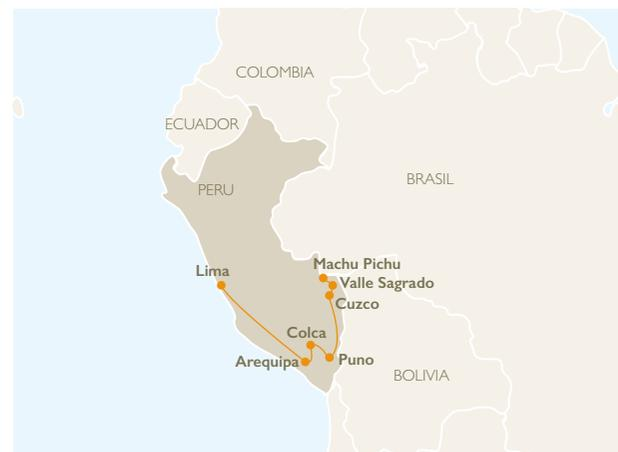 COLOMBIA
ECUADOR
BRASIL
PERU
Machu Pichu
Lima
Valle Sagrado
Cuzco
Colca
Arequipa
Puno
BOLIVIA